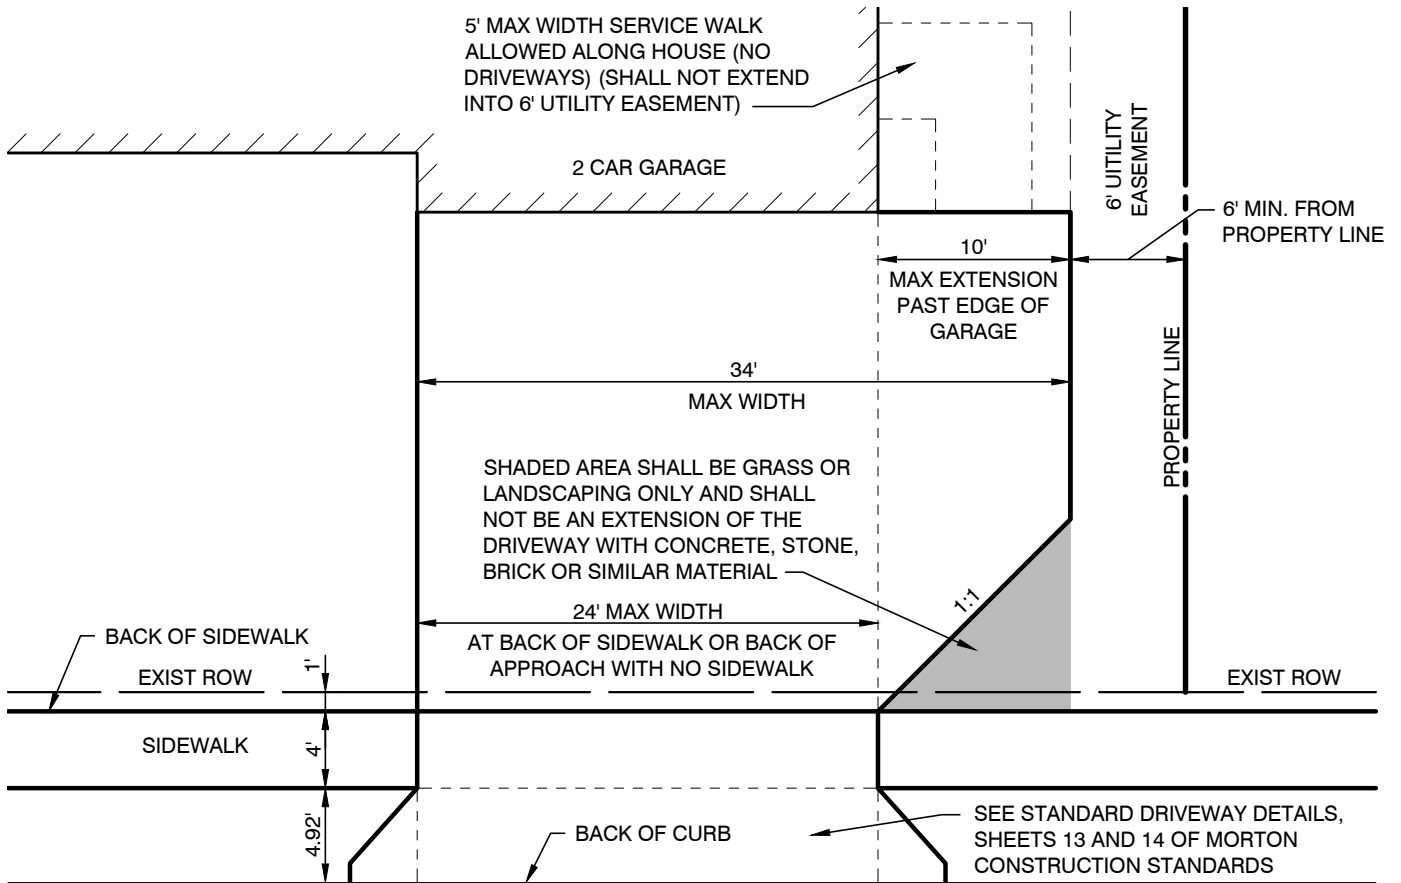 5' MAX WIDTH SERVICE WALK
ALLOWED ALONG HOUSE (NO
DRIVEWAYS) (SHALL NOT EXTEND
INTO 6' UTILITY EASEMENT)
2 CAR GARAGE
6' UITILITY
EASEMENT
6' MIN. FROM
PROPERTY LINE
10'
MAX EXTENSION
PAST EDGE OF
GARAGE
34'
MAX WIDTH
PROPERTY LINE
SHADED AREA SHALL BE GRASS OR
LANDSCAPING ONLY AND SHALL
NOT BE AN EXTENSION OF THE
DRIVEWAY WITH CONCRETE, STONE,
BRICK OR SIMILAR MATERIAL
1:1
24' MAX WIDTH
AT BACK OF SIDEWALK OR BACK OF
APPROACH WITH NO SIDEWALK
BACK OF SIDEWALK
EXIST ROW
1'
EXIST ROW
SIDEWALK
4'
4.92'
BACK OF CURB
SEE STANDARD DRIVEWAY DETAILS,
SHEETS 13 AND 14 OF MORTON
CONSTRUCTION STANDARDS